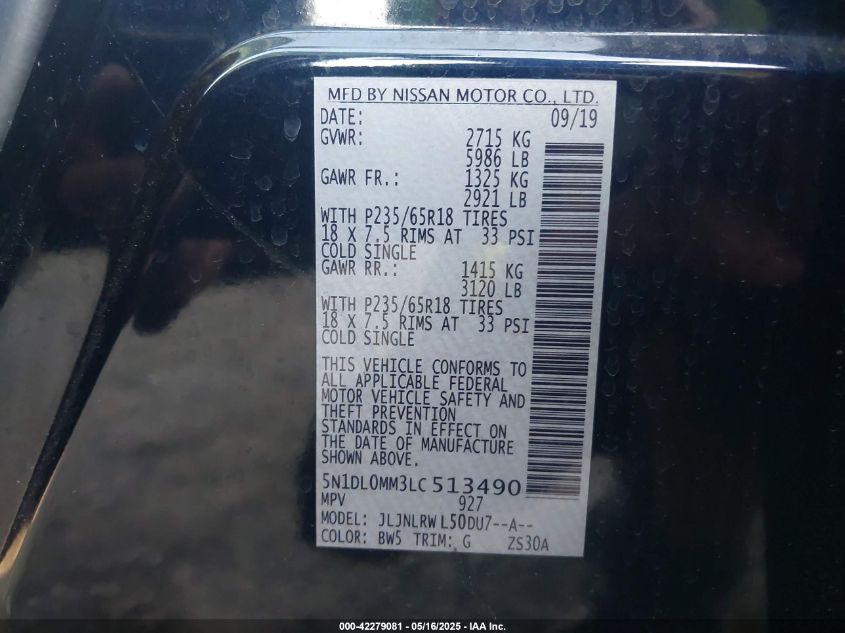 MFD BY NISSAN MOTOR CO., LTD.
DATE: 09/19
GVWR: 2715 KG
5986 LB
GAWR FR.: 1325 KG
2921 LB
WITH P235/65R18 TIRES
18 X 7.5 RIMS AT 33 PSI
COLD SINGLE
GAWR RR.: 1415 KG
3120 LB
WITH P235/65R18 TIRES
18 X 7.5 RIMS AT 33 PSI
COLD SINGLE
THIS VEHICLE CONFORMS TO
ALL APPLICABLE FEDERAL
MOTOR VEHICLE SAFETY AND
THEFT PREVENTION
STANDARDS IN EFFECT ON
THE DATE OF MANUFACTURE
SHOWN ABOVE.
5N1DL0MM3LC513490
MPV 927
MODEL: JLJNLRW L50DU7--A--
COLOR: BW5 TRIM: G ZS30A
000-42279081 - 05/16/2025 - IAA Inc.